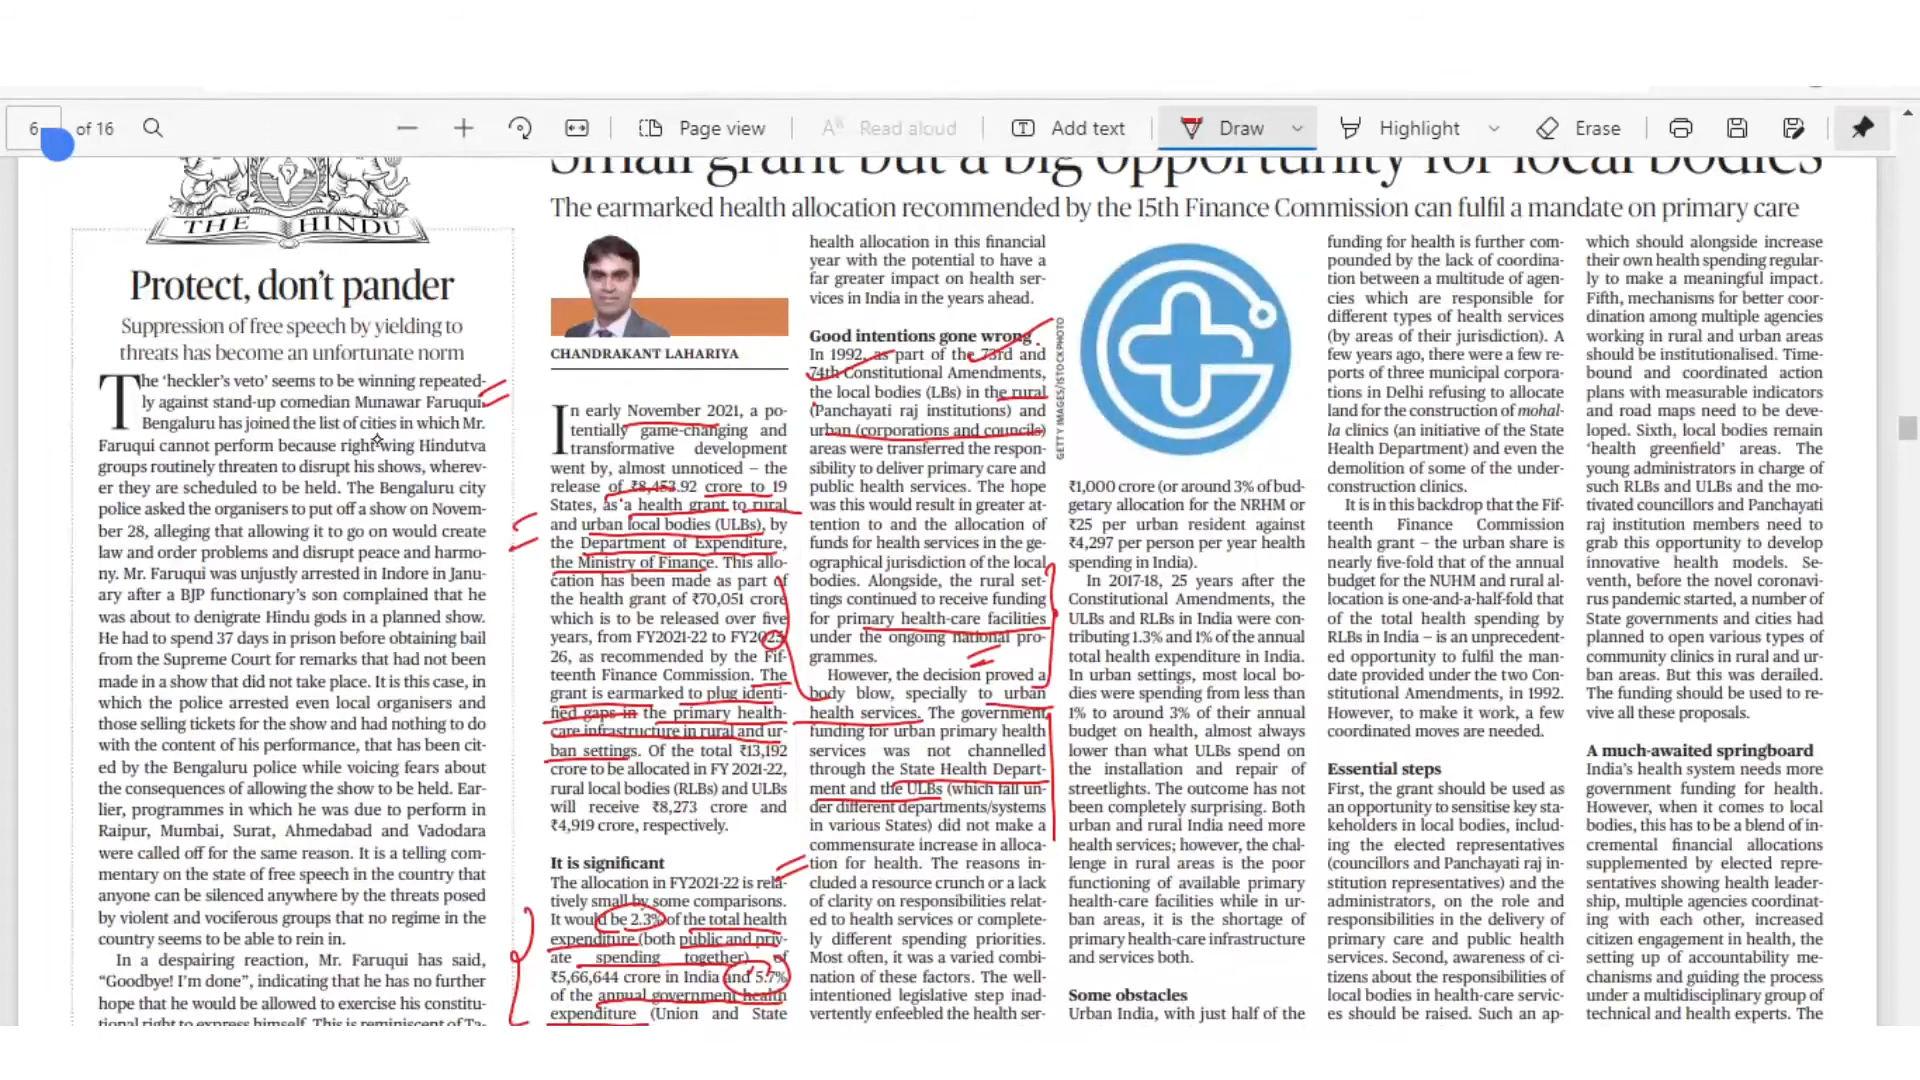 6 of 16
Page view
Read aloud
Add text
Draw
Highlight
Erase
Small grant but a big opportunity for local bodies
The earmarked health allocation recommended by the 15th Finance Commission can fulfil a mandate on primary care
THE HINDU
Protect, don't pander
Suppression of free speech by yielding to
threats has become an unfortunate norm
The 'heckler's veto' seems to be winning repeated-
ly against stand-up comedian Munawar Faruqui.
Bengaluru has joined the list of cities in which Mr.
Faruqui cannot perform because right-wing Hindutva
groups routinely threaten to disrupt his shows, wherev-
er they are scheduled to be held. The Bengaluru city
police asked the organisers to put off a show on Novem-
ber 28, alleging that allowing it to go on would create
law and order problems and disrupt peace and harmo-
ny. Mr. Faruqui was unjustly arrested in Indore in Janu-
ary after a BJP functionary's son complained that he
was about to denigrate Hindu gods in a planned show.
He had to spend 37 days in prison before obtaining bail
from the Supreme Court for remarks that had not been
made in a show that did not take place. It is this case, in
which the police arrested even local organisers and
those selling tickets for the show and had nothing to do
with the content of his performance, that has been cit-
ed by the Bengaluru police while voicing fears about
the consequences of allowing the show to be held. Ear-
lier, programmes in which he was due to perform in
Raipur, Mumbai, Surat, Ahmedabad and Vadodara
were called off for the same reason. It is a telling com-
mentary on the state of free speech in the country that
anyone can be silenced anywhere by the threats posed
by violent and vociferous groups that no regime in the
country seems to be able to rein in.
In a despairing reaction, Mr. Faruqui has said,
"Goodbye! I'm done", indicating that he has no further
hope that he would be allowed to exercise his constitu-
tional right to express himself. This is reminiscent of Ta-
CHANDRAKANT LAHARIYA
In early November 2021, a po-
tentially game-changing and
transformative development
went by, almost unnoticed – the
release of ₹8,453.92 crore to 19
States, as a health grant to rural
and urban local bodies (ULBs), by
the Department of Expenditure,
the Ministry of Finance. This allo-
cation has been made as part of
the health grant of ₹70,051 crore
which is to be released over five
years, from FY2021-22 to FY2025-
26, as recommended by the Fif-
teenth Finance Commission. The
grant is earmarked to plug identi-
fied gaps in the primary health-
care infrastructure in rural and ur-
ban settings. Of the total ₹13,192
crore to be allocated in FY 2021-22,
rural local bodies (RLBs) and ULBs
will receive ₹8,273 crore and
₹4,919 crore, respectively.
It is significant
The allocation in FY2021-22 is rela-
tively small by some comparisons.
It would be 2.3% of the total health
expenditure (both public and priv-
ate spending together) of
₹5,66,644 crore in India and 5.7%
of the annual government health
expenditure (Union and State
health allocation in this financial
year with the potential to have a
far greater impact on health ser-
vices in India in the years ahead.
Good intentions gone wrong
In 1992, as part of the 73rd and
74th Constitutional Amendments,
the local bodies (LBs) in the rural
(Panchayati raj institutions) and
urban (corporations and councils)
areas were transferred the respon-
sibility to deliver primary care and
public health services. The hope
was this would result in greater at-
tention to and the allocation of
funds for health services in the ge-
ographical jurisdiction of the local
bodies. Alongside, the rural set-
tings continued to receive funding
for primary health-care facilities
under the ongoing national pro-
grammes.
However, the decision proved a
body blow, specially to urban
health services. The government
funding for urban primary health
services was not channelled
through the State Health Depart-
ment and the ULBs (which fall un-
der different departments/systems
in various States) did not make a
commensurate increase in alloca-
tion for health. The reasons in-
cluded a resource crunch or a lack
of clarity on responsibilities relat-
ed to health services or complete-
ly different spending priorities.
Most often, it was a varied combi-
nation of these factors. The well-
intentioned legislative step inad-
vertently enfeebled the health ser-
GETTY IMAGES/ISTOCKPHOTO
₹1,000 crore (or around 3% of bud-
getary allocation for the NRHM or
₹25 per urban resident against
₹4,297 per person per year health
spending in India).
In 2017-18, 25 years after the
Constitutional Amendments, the
ULBs and RLBs in India were con-
tributing 1.3% and 1% of the annual
total health expenditure in India.
In urban settings, most local bo-
dies were spending from less than
1% to around 3% of their annual
budget on health, almost always
lower than what ULBs spend on
the installation and repair of
streetlights. The outcome has not
been completely surprising. Both
urban and rural India need more
health services; however, the chal-
lenge in rural areas is the poor
functioning of available primary
health-care facilities while in ur-
ban areas, it is the shortage of
primary health-care infrastructure
and services both.
Some obstacles
Urban India, with just half of the
funding for health is further com-
pounded by the lack of coordina-
tion between a multitude of agen-
cies which are responsible for
different types of health services
(by areas of their jurisdiction). A
few years ago, there were a few re-
ports of three municipal corpora-
tions in Delhi refusing to allocate
land for the construction of mohal-
la clinics (an initiative of the State
Health Department) and even the
demolition of some of the under-
construction clinics.
It is in this backdrop that the Fif-
teenth Finance Commission
health grant – the urban share is
nearly five-fold that of the annual
budget for the NUHM and rural al-
location is one-and-a-half-fold that
of the total health spending by
RLBs in India – is an unprecedent-
ed opportunity to fulfil the man-
date provided under the two Con-
stitutional Amendments, in 1992.
However, to make it work, a few
coordinated moves are needed.
Essential steps
First, the grant should be used as
an opportunity to sensitise key sta-
keholders in local bodies, includ-
ing the elected representatives
(councillors and Panchayati raj in-
stitution representatives) and the
administrators, on the role and
responsibilities in the delivery of
primary care and public health
services. Second, awareness of ci-
tizens about the responsibilities of
local bodies in health-care servic-
es should be raised. Such an ap-
which should alongside increase
their own health spending regular-
ly to make a meaningful impact.
Fifth, mechanisms for better coor-
dination among multiple agencies
working in rural and urban areas
should be institutionalised. Time-
bound and coordinated action
plans with measurable indicators
and road maps need to be deve-
loped. Sixth, local bodies remain
'health greenfield' areas. The
young administrators in charge of
such RLBs and ULBs and the mo-
tivated councillors and Panchayati
raj institution members need to
grab this opportunity to develop
innovative health models. Se-
venth, before the novel coronavi-
rus pandemic started, a number of
State governments and cities had
planned to open various types of
community clinics in rural and ur-
ban areas. But this was derailed.
The funding should be used to re-
vive all these proposals.
A much-awaited springboard
India's health system needs more
government funding for health.
However, when it comes to local
bodies, this has to be a blend of in-
cremental financial allocations
supplemented by elected repre-
sentatives showing health leader-
ship, multiple agencies coordinat-
ing with each other, increased
citizen engagement in health, the
setting up of accountability me-
chanisms and guiding the process
under a multidisciplinary group of
technical and health experts. The